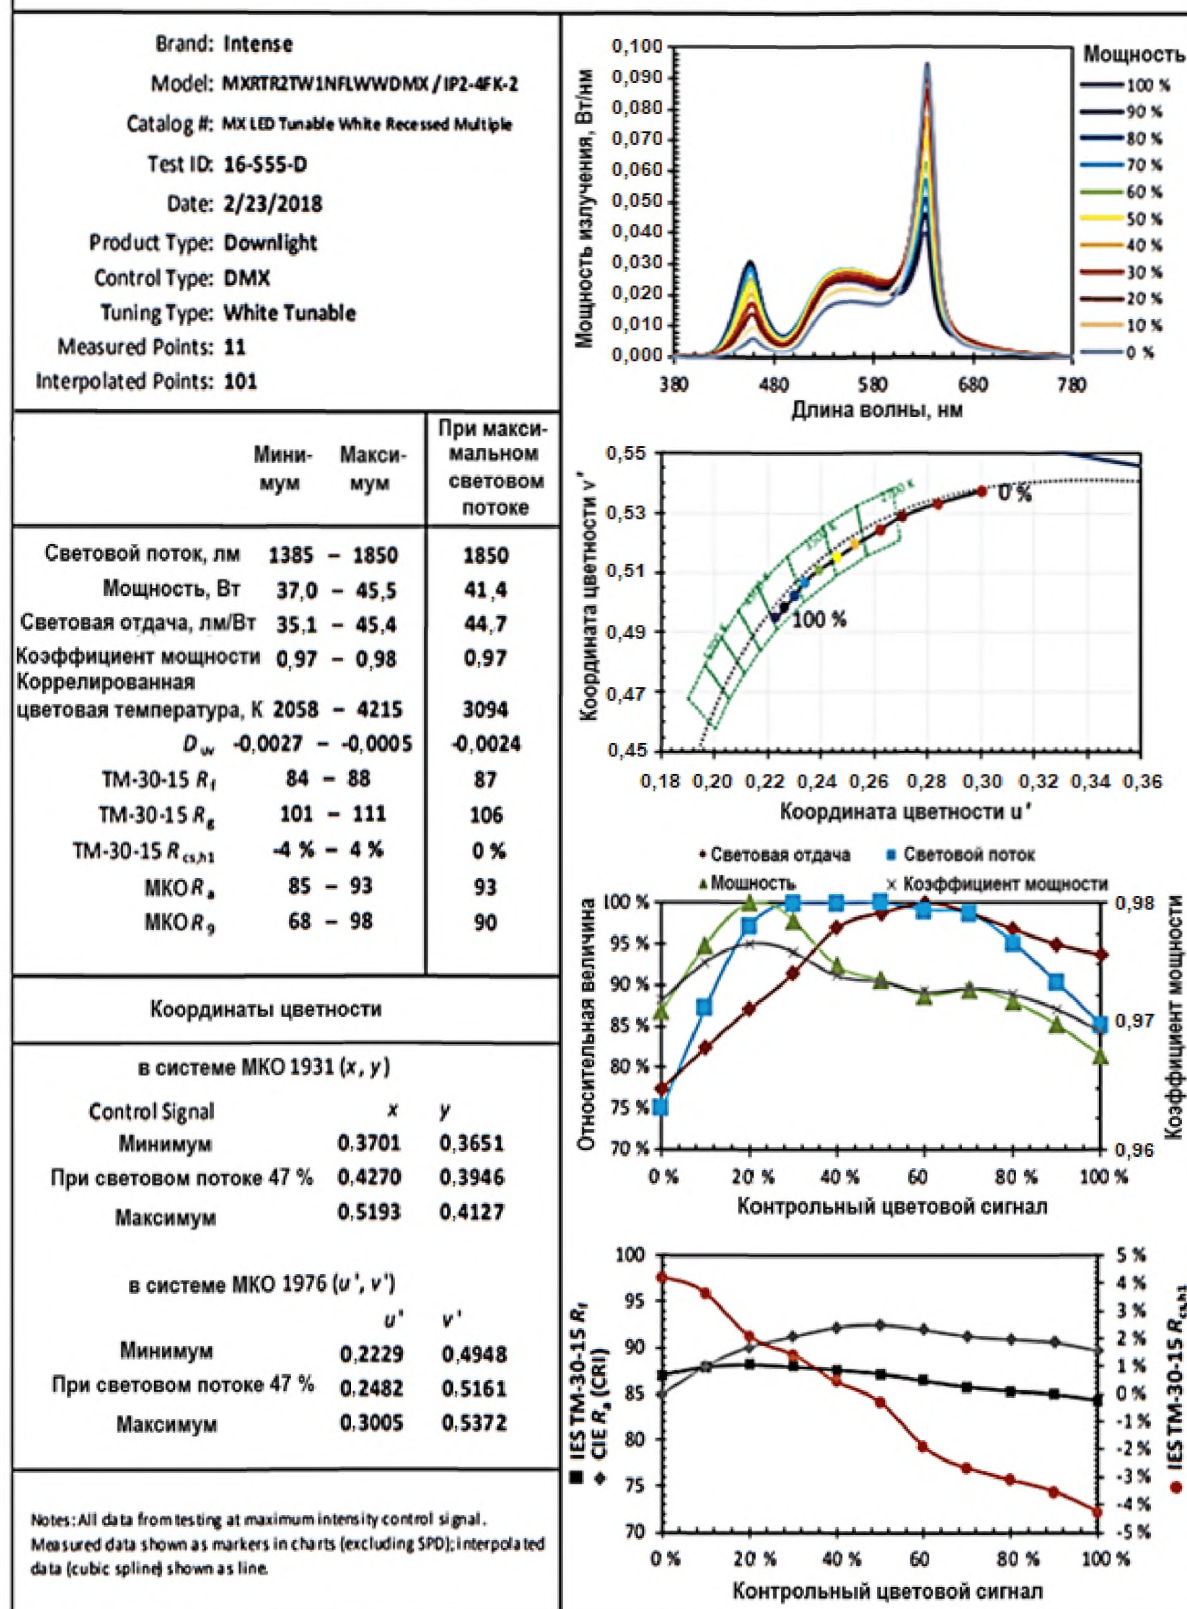 Brand: Intense
Model: MXRTR2TW1NFLWWDMX / IP2-4FK-2
Catalog #: MX LED Tunable White Recessed Multiple
Test ID: 16-S55-D
Date: 2/23/2018
Product Type: Downlight
Control Type: DMX
Tuning Type: White Tunable
Measured Points: 11
Interpolated Points: 101
Мини-
мум
Макси-
мум
При макси-
мальном
световом
потоке
Световой поток, лм 1385 – 1850 1850
Мощность, Вт 37,0 – 45,5 41,4
Световая отдача, лм/Вт 35,1 – 45,4 44,7
Коэффициент мощности 0,97 – 0,98 0,97
Коррелированная
цветовая температура, К 2058 – 4215 3094
D uv -0,0027 – -0,0005 -0,0024
TM-30-15 Rf 84 – 88 87
TM-30-15 Rg 101 – 111 106
TM-30-15 Rcs,h1 -4 % – 4 % 0 %
МКО Ra 85 – 93 93
МКО R9 68 – 98 90
Координаты цветности
в системе МКО 1931 (x, y)
Control Signal x y
Минимум 0,3701 0,3651
При световом потоке 47 % 0,4270 0,3946
Максимум 0,5193 0,4127
в системе МКО 1976 (u', v')
u' v'
Минимум 0,2229 0,4948
При световом потоке 47 % 0,2482 0,5161
Максимум 0,3005 0,5372
Notes: All data from testing at maximum intensity control signal.
Measured data shown as markers in charts (excluding SPD); interpolated
data (cubic spline) shown as line.
Мощность излучения, Вт/нм
0,100
0,090
0,080
0,070
0,060
0,050
0,040
0,030
0,020
0,010
0,000
380 480 580 680 780
Длина волны, нм
Мощность
100 %
90 %
80 %
70 %
60 %
50 %
40 %
30 %
20 %
10 %
0 %
Координата цветности v'
0,55
0,53
0,51
0,49
0,47
0,45
0 %
100 %
0,18 0,20 0,22 0,24 0,26 0,28 0,30 0,32 0,34 0,36
Координата цветности u'
Световая отдача Световой поток
Мошность Коэффициент мощности
Относительная величина
100 %
95 %
90 %
85 %
80 %
75 %
70 %
0,98
0,97
0,96
Коэффициент мощности
0 % 20 % 40 % 60 % 80 % 100 %
Контрольный цветовой сигнал
IES TM-30-15 Rf
CIE Ra (CRI)
100
95
90
85
80
75
70
5 %
4 %
3 %
2 %
1 %
0 %
-1 %
-2 %
-3 %
-4 %
-5 %
IES TM-30-15 Rcs,h1
0 % 20 % 40 % 60 % 80 % 100 %
Контрольный цветовой сигнал